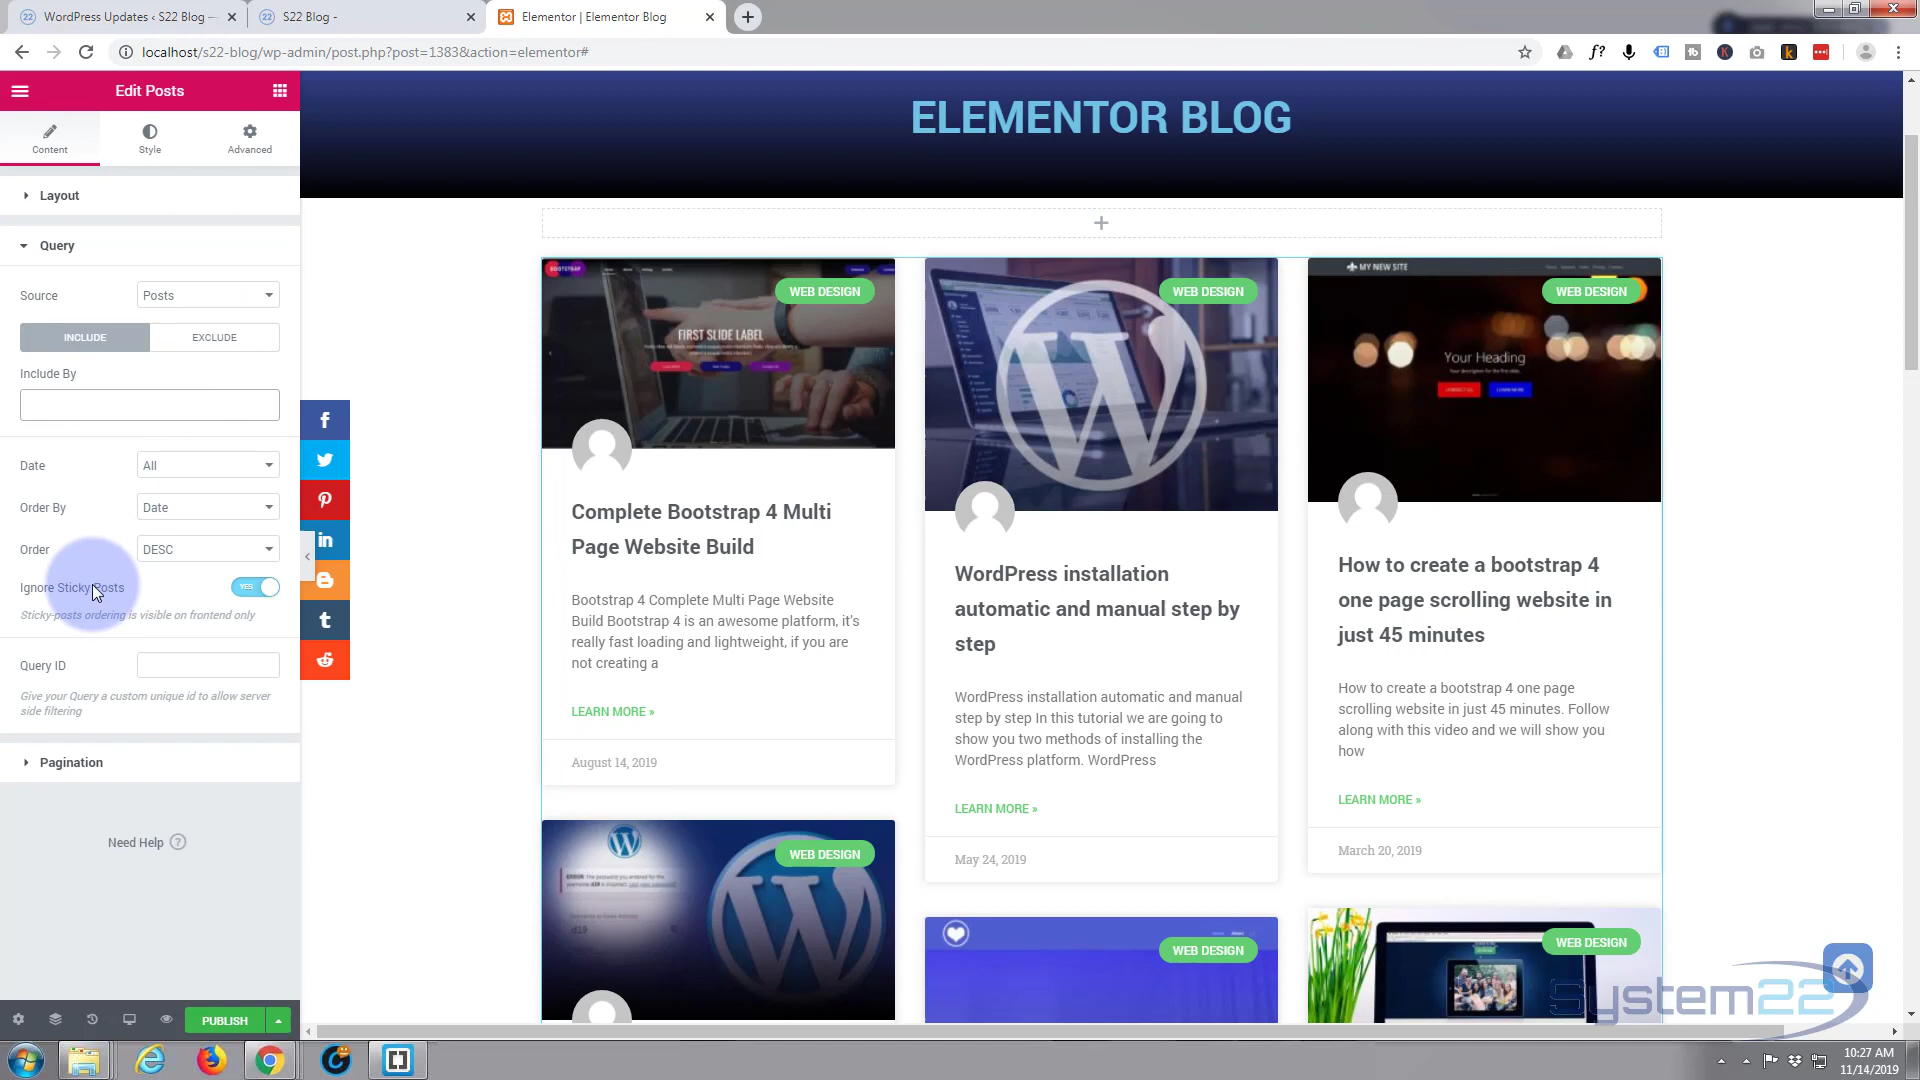 WordPress Updates ‹ S22 Blog —
S22 Blog -
Elementor | Elementor Blog
localhost/s22-blog/wp-admin/post.php?post=1383&action=elementor#
Edit Posts
Content
Style
Advanced
Layout
Query
Source
Posts
INCLUDE
EXCLUDE
Include By
Date
All
Order By
Date
Order
DESC
Ignore Sticky Posts
YES
Sticky-posts ordering is visible on frontend only
Query ID
Give your Query a custom unique id to allow server
side filtering
Pagination
Need Help
PUBLISH
ELEMENTOR BLOG
BOOTSTRAP
WEB DESIGN
FIRST SLIDE LABEL
Complete Bootstrap 4 Multi
Page Website Build
Bootstrap 4 Complete Multi Page Website
Build Bootstrap 4 is an awesome platform, it's
really fast loading and lightweight, if you are
not creating a
LEARN MORE »
August 14, 2019
WEB DESIGN
WordPress installation
automatic and manual step by
step
WordPress installation automatic and manual
step by step In this tutorial we are going to
show you two methods of installing the
WordPress platform. WordPress
LEARN MORE »
May 24, 2019
MY NEW SITE
WEB DESIGN
Your Heading
How to create a bootstrap 4
one page scrolling website in
just 45 minutes
How to create a bootstrap 4 one page
scrolling website in just 45 minutes. Follow
along with this video and we will show you
how
LEARN MORE »
March 20, 2019
WEB DESIGN
d19
WEB DESIGN
WEB DESIGN
System22
10:27 AM
11/14/2019